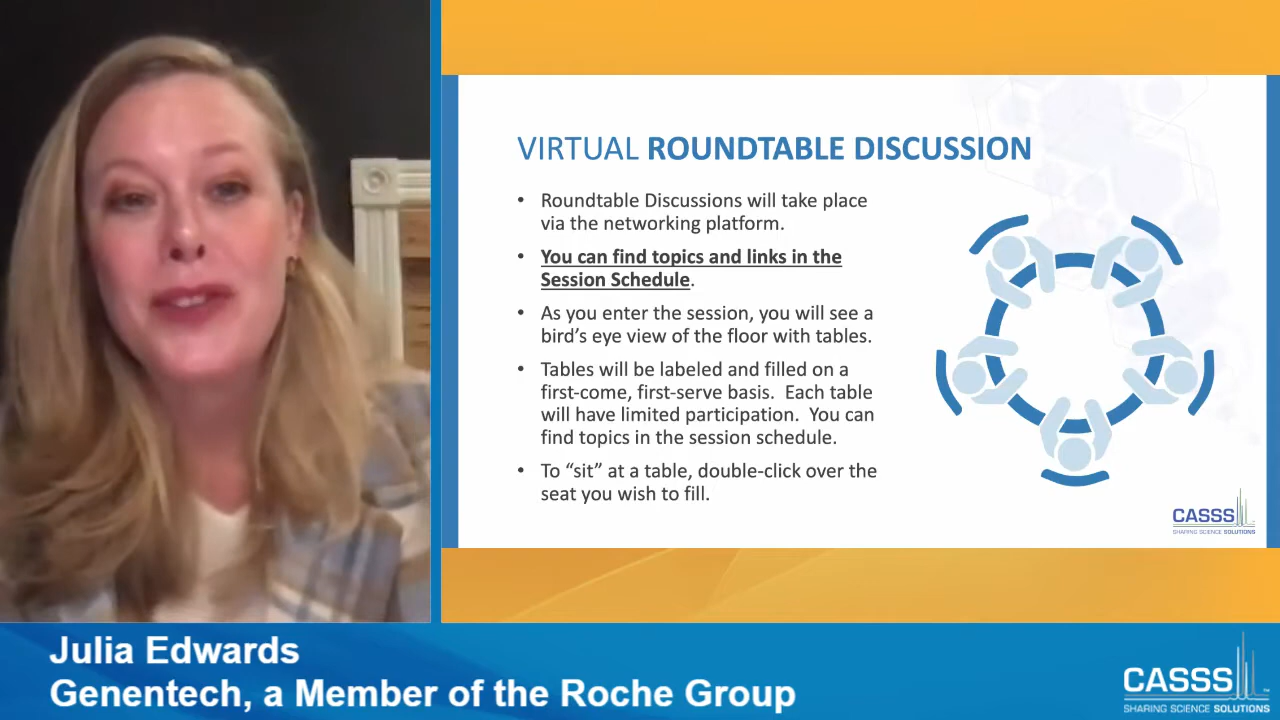 VIRTUAL ROUNDTABLE DISCUSSION
• Roundtable Discussions will take place
via the networking platform.
• You can find topics and links in the
Session Schedule.
• As you enter the session, you will see a
bird’s eye view of the floor with tables.
• Tables will be labeled and filled on a
first-come, first-serve basis.  Each table
will have limited participation.  You can
find topics in the session schedule.
• To “sit” at a table, double-click over the
seat you wish to fill.
CASSS
SHARING SCIENCE SOLUTIONS
Julia Edwards
Genentech, a Member of the Roche Group
CASSS
SHARING SCIENCE SOLUTIONS